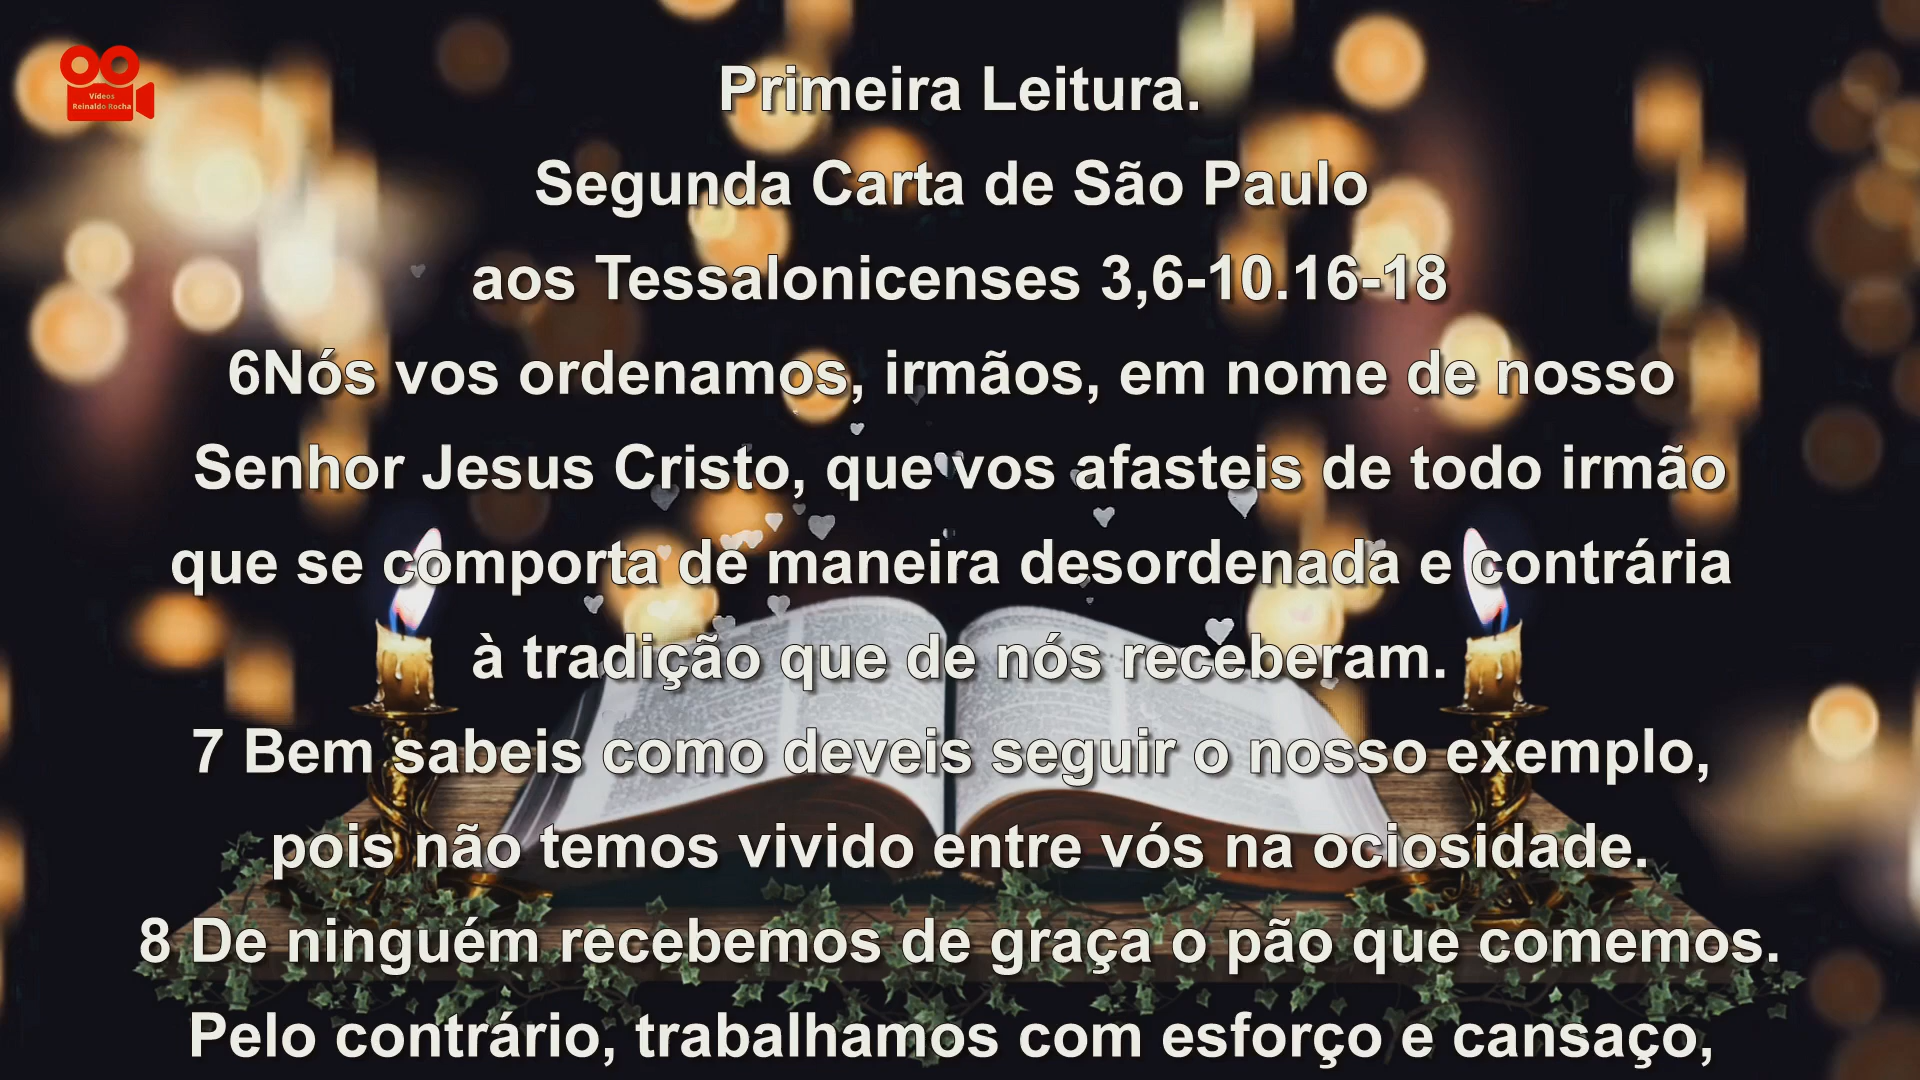 Vídeos
Reinaldo Rocha
Primeira Leitura.
Segunda Carta de São Paulo
aos Tessalonicenses 3,6-10.16-18
6Nós vos ordenamos, irmãos, em nome de nosso
Senhor Jesus Cristo, que vos afasteis de todo irmão
que se comporta de maneira desordenada e contrária
à tradição que de nós receberam.
7 Bem sabeis como deveis seguir o nosso exemplo,
pois não temos vivido entre vós na ociosidade.
8 De ninguém recebemos de graça o pão que comemos.
Pelo contrário, trabalhamos com esforço e cansaço,